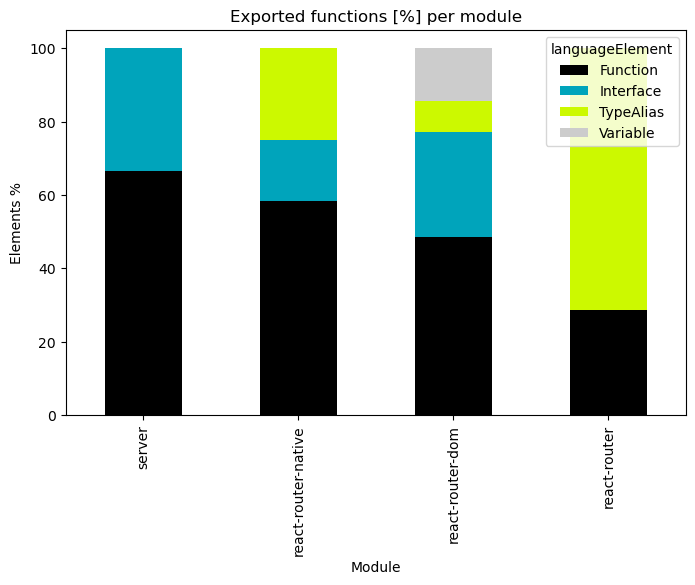 Exported functions [%] per module
languageElement
Function
Interface
TypeAlias
Variable
Elements %
100
80
60
40
20
0
server
react-router-native
react-router-dom
react-router
Module